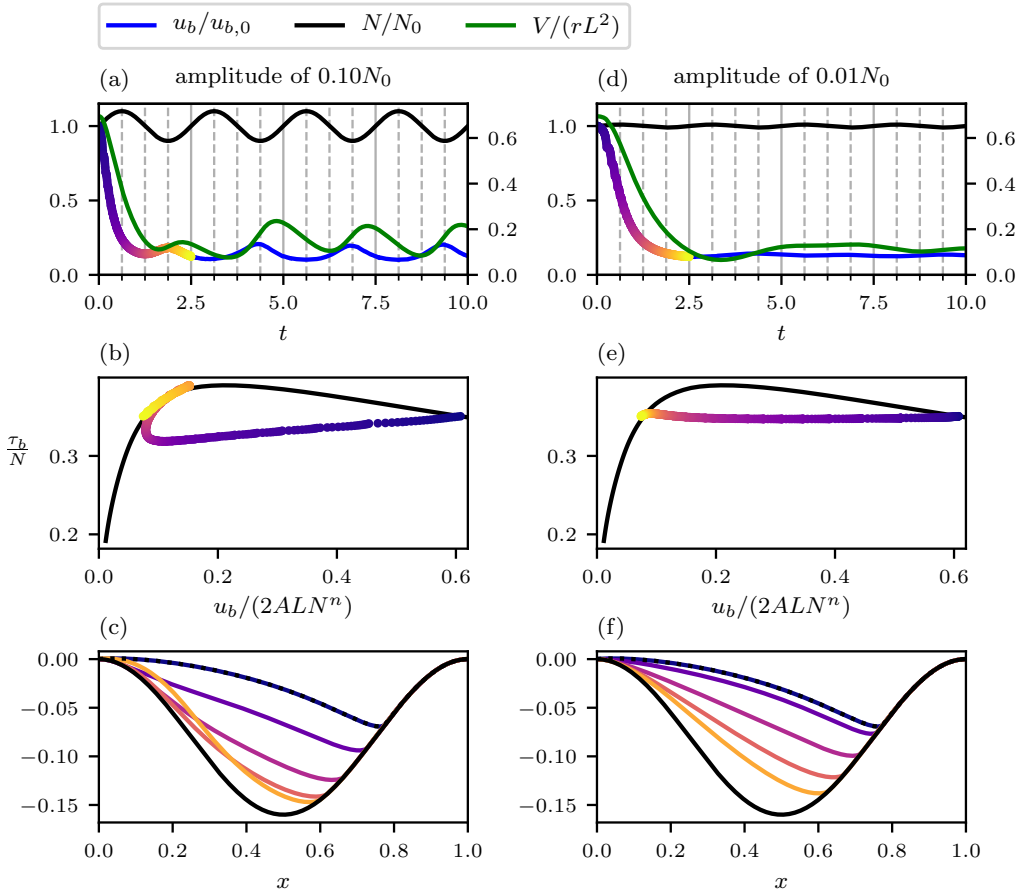 u_b/u_{b,0} N/N_0 V/(rL^2)
(a) amplitude of 0.10N_0
1.0
0.5
0.0
0.6
0.4
0.2
0.0
0.0 2.5 5.0 7.5 10.0
t
(d) amplitude of 0.01N_0
1.0
0.5
0.0
0.6
0.4
0.2
0.0
0.0 2.5 5.0 7.5 10.0
t
(b)
τ_b/N
0.3
0.2
0.0 0.2 0.4 0.6
u_b/(2ALN^n)
(e)
0.3
0.2
0.0 0.2 0.4 0.6
u_b/(2ALN^n)
(c)
0.00
−0.05
−0.10
−0.15
0.0 0.2 0.4 0.6 0.8 1.0
x
(f)
0.00
−0.05
−0.10
−0.15
0.0 0.2 0.4 0.6 0.8 1.0
x